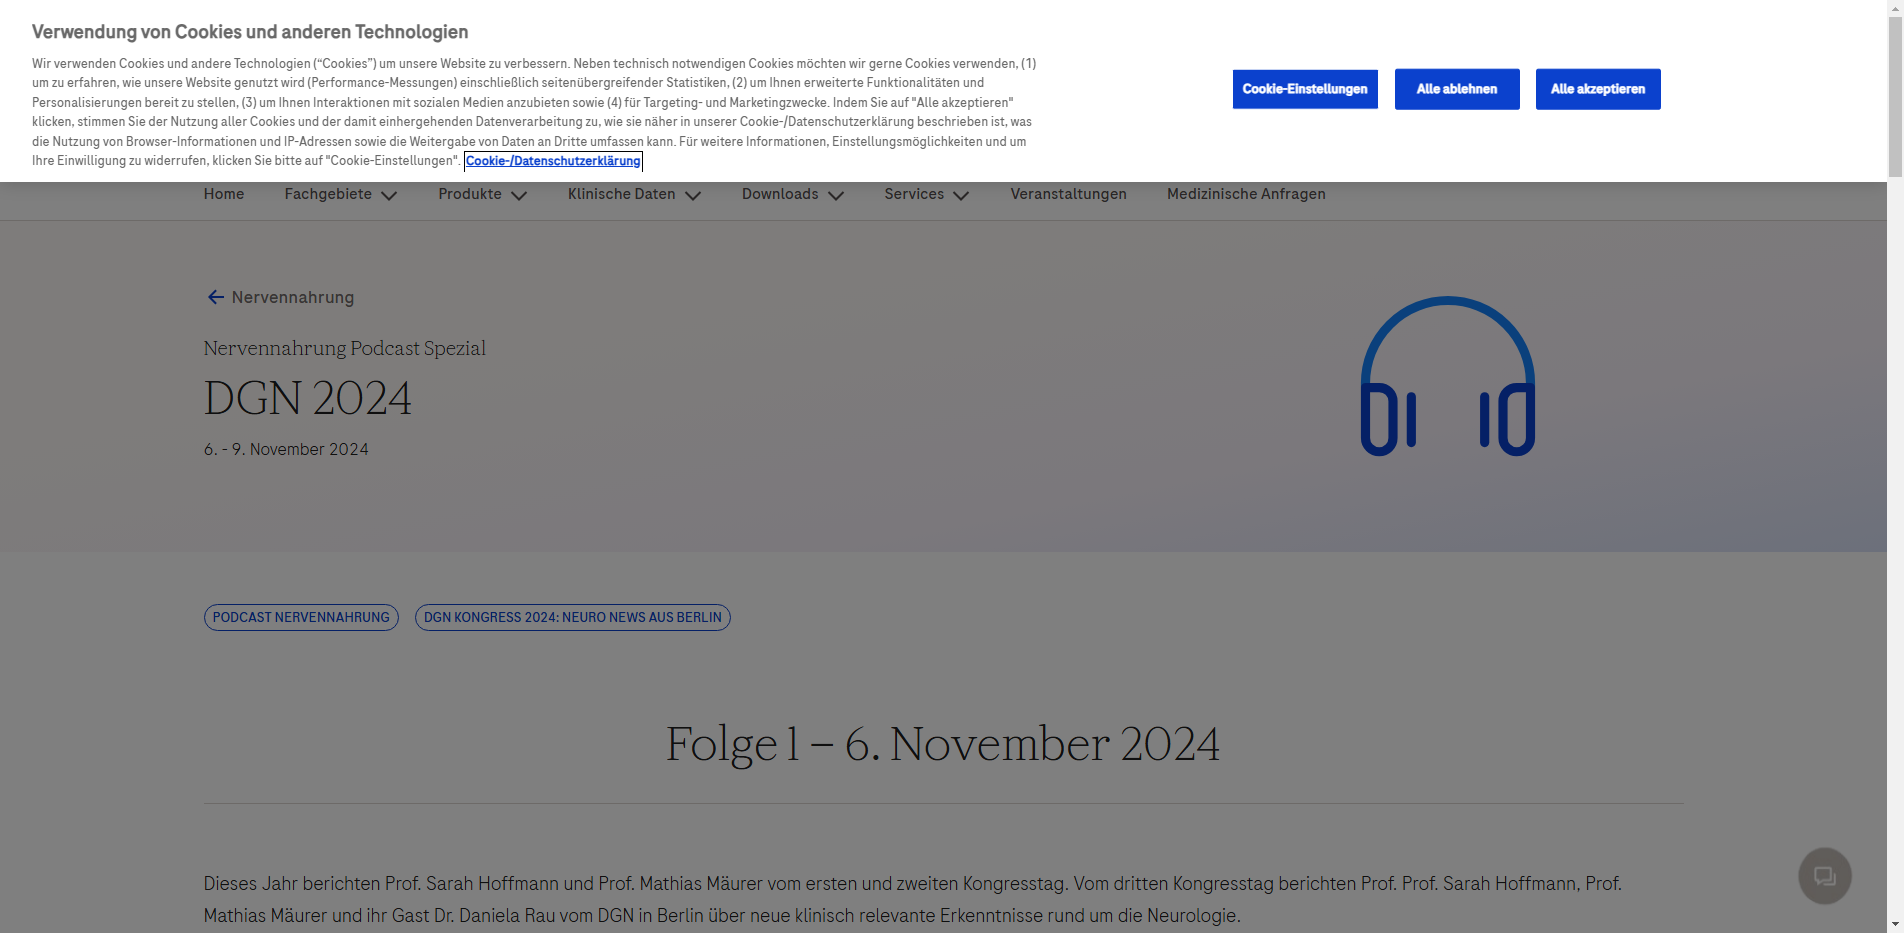 Verwendung von Cookies und anderen Technologien
Wir verwenden Cookies und andere Technologien (“Cookies”) um unsere Website zu verbessern. Neben technisch notwendigen Cookies möchten wir gerne Cookies verwenden, (1)
um zu erfahren, wie unsere Website genutzt wird (Performance-Messungen) einschließlich seitenübergreifender Statistiken, (2) um Ihnen erweiterte Funktionalitäten und
Personalisierungen bereit zu stellen, (3) um Ihnen Interaktionen mit sozialen Medien anzubieten sowie (4) für Targeting- und Marketingzwecke. Indem Sie auf "Alle akzeptieren"
klicken, stimmen Sie der Nutzung aller Cookies und der damit einhergehenden Datenverarbeitung zu, wie sie näher in unserer Cookie-/Datenschutzerklärung beschrieben ist, was
die Nutzung von Browser-Informationen und IP-Adressen sowie die Weitergabe von Daten an Dritte umfassen kann. Für weitere Informationen, Einstellungsmöglichkeiten und um
Ihre Einwilligung zu widerrufen, klicken Sie bitte auf "Cookie-Einstellungen". Cookie-/Datenschutzerklärung
Cookie-Einstellungen Alle ablehnen Alle akzeptieren
Home Fachgebiete Produkte Klinische Daten Downloads Services Veranstaltungen Medizinische Anfragen
Nervennahrung
Nervennahrung Podcast Spezial
DGN 2024
6. - 9. November 2024
PODCAST NERVENNAHRUNG DGN KONGRESS 2024: NEURO NEWS AUS BERLIN
Folge 1 – 6. November 2024
Dieses Jahr berichten Prof. Sarah Hoffmann und Prof. Mathias Mäurer vom ersten und zweiten Kongresstag. Vom dritten Kongresstag berichten Prof. Prof. Sarah Hoffmann, Prof.
Mathias Mäurer und ihr Gast Dr. Daniela Rau vom DGN in Berlin über neue klinisch relevante Erkenntnisse rund um die Neurologie.